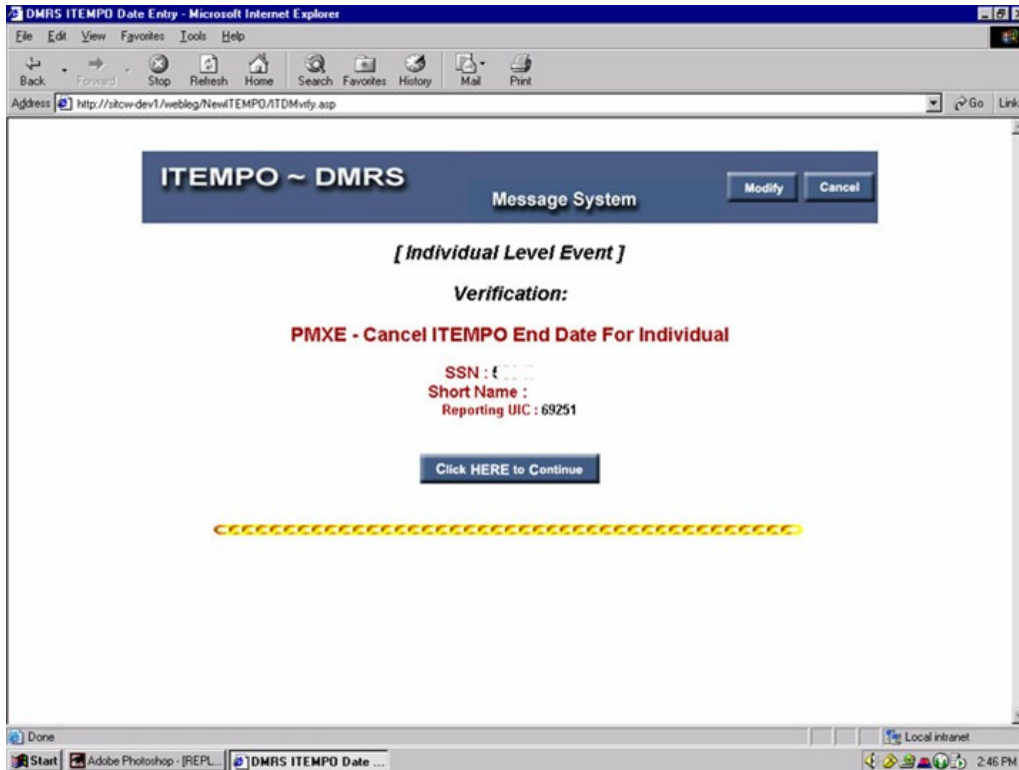 DMRS ITEMPO Date Entry - Microsoft Internet Explorer
File Edit View Favorites Tools Help
Back Forward Stop Refresh Home Search Favorites History Mail Print
Address http://sitcw-dev1/webleg/NewITEMPO/ITDMvrfy.asp Go Link
ITEMPO ~ DMRS
Message System
Modify Cancel
[ Individual Level Event ]
Verification:
PMXE - Cancel ITEMPO End Date For Individual
SSN :
Short Name :
Reporting UIC : 69251
Click HERE to Continue
Done Local intranet
Start Adobe Photoshop - [REPL... DMRS ITEMPO Date ... 2:46 PM